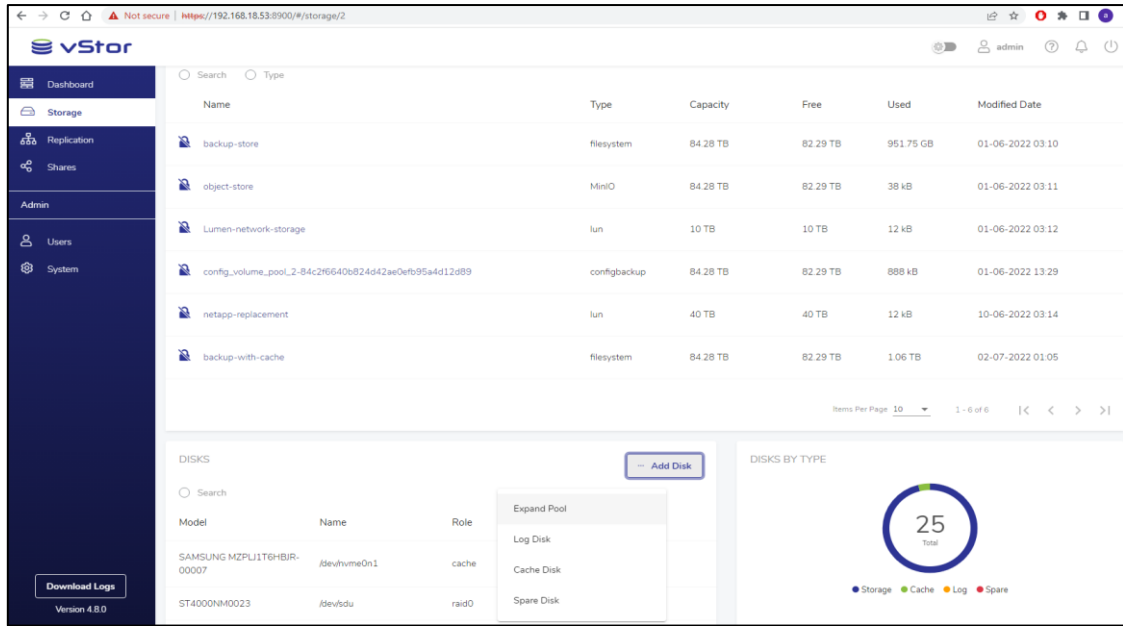 Not secure | https://192.168.18.53:8900/#/storage/2
a
vStor
admin
Dashboard
Storage
Replication
Shares
Admin
Users
System
Download Logs
Version 4.8.0
Search Type
Name Type Capacity Free Used Modified Date
backup-store filesystem 84.28 TB 82.29 TB 951.75 GB 01-06-2022 03:10
object-store MinIO 84.28 TB 82.29 TB 38 kB 01-06-2022 03:11
Lumen-network-storage lun 10 TB 10 TB 12 kB 01-06-2022 03:12
config_volume_pool_2-84c2f6640b824d42ae0efb95a4d12d89 configbackup 84.28 TB 82.29 TB 888 kB 01-06-2022 13:29
netapp-replacement lun 40 TB 40 TB 12 kB 10-06-2022 03:14
backup-with-cache filesystem 84.28 TB 82.29 TB 1.06 TB 02-07-2022 01:05
Items Per Page 10 1 - 6 of 6
DISKS
··· Add Disk
Search
Model Name Role
SAMSUNG MZPLJ1T6HBJR-
00007 /dev/nvme0n1 cache
ST4000NM0023 /dev/sdu raid0
Expand Pool
Log Disk
Cache Disk
Spare Disk
DISKS BY TYPE
25
Total
Storage Cache Log Spare